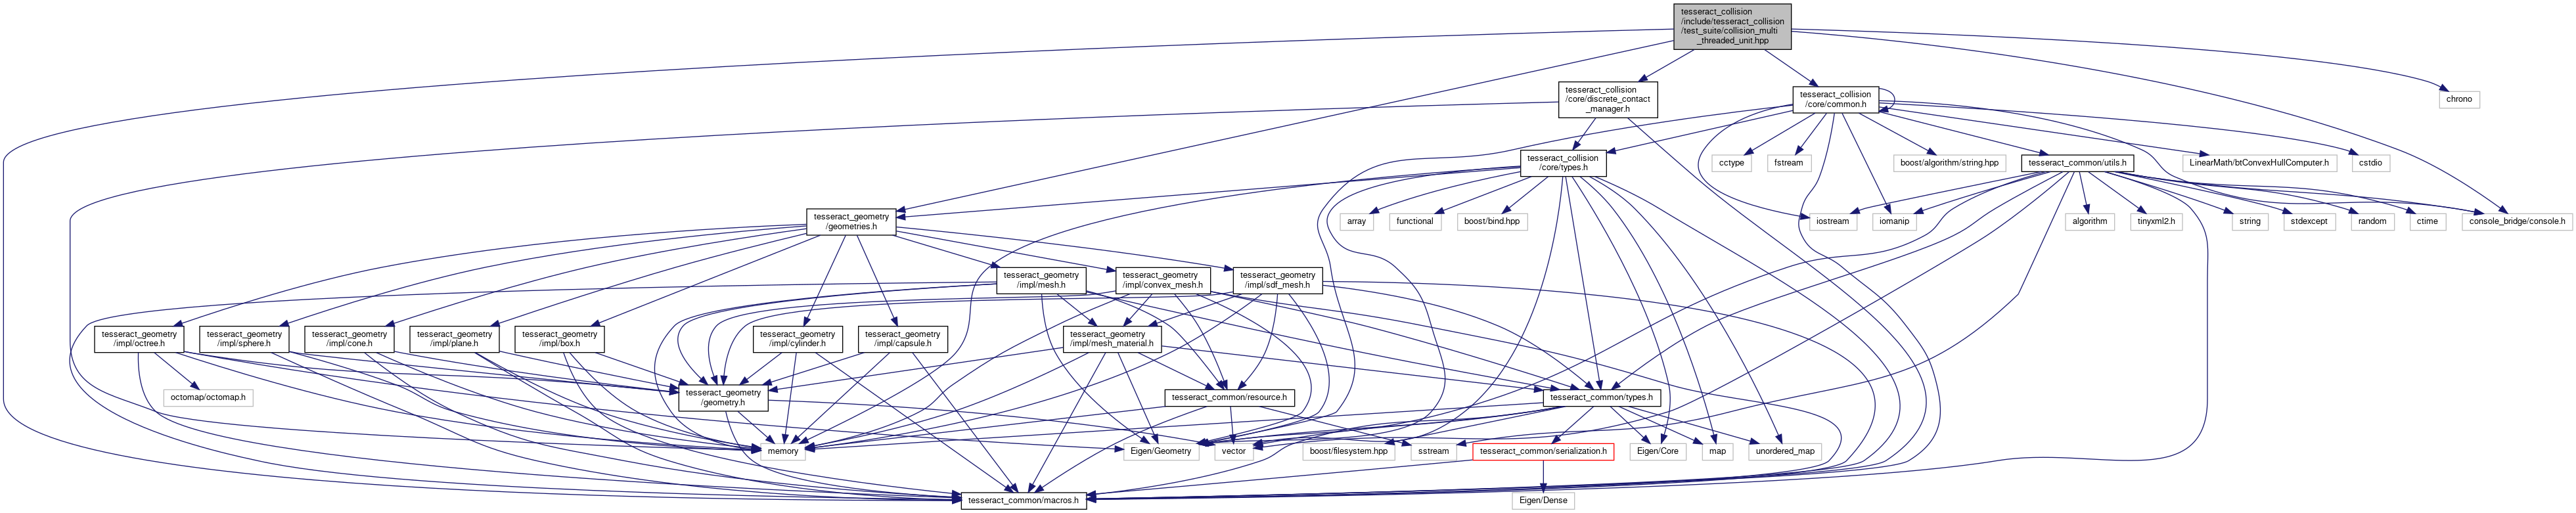 tesseract_collision
/include/tesseract_collision
/test_suite/collision_multi
_threaded_unit.hpp
tesseract_collision
/core/discrete_contact
_manager.h
tesseract_collision
/core/common.h
chrono
tesseract_collision
/core/types.h
cctype
fstream
boost/algorithm/string.hpp
tesseract_common/utils.h
LinearMath/btConvexHullComputer.h
cstdio
tesseract_geometry
/geometries.h
array
functional
boost/bind.hpp
iostream
iomanip
algorithm
tinyxml2.h
string
stdexcept
random
ctime
console_bridge/console.h
tesseract_geometry
/impl/mesh.h
tesseract_geometry
/impl/convex_mesh.h
tesseract_geometry
/impl/sdf_mesh.h
tesseract_geometry
/impl/octree.h
tesseract_geometry
/impl/sphere.h
tesseract_geometry
/impl/cone.h
tesseract_geometry
/impl/plane.h
tesseract_geometry
/impl/box.h
tesseract_geometry
/impl/cylinder.h
tesseract_geometry
/impl/capsule.h
tesseract_geometry
/impl/mesh_material.h
octomap/octomap.h
tesseract_geometry
/geometry.h
tesseract_common/resource.h
tesseract_common/types.h
memory
Eigen/Geometry
vector
boost/filesystem.hpp
sstream
tesseract_common/serialization.h
Eigen/Core
map
unordered_map
tesseract_common/macros.h
Eigen/Dense